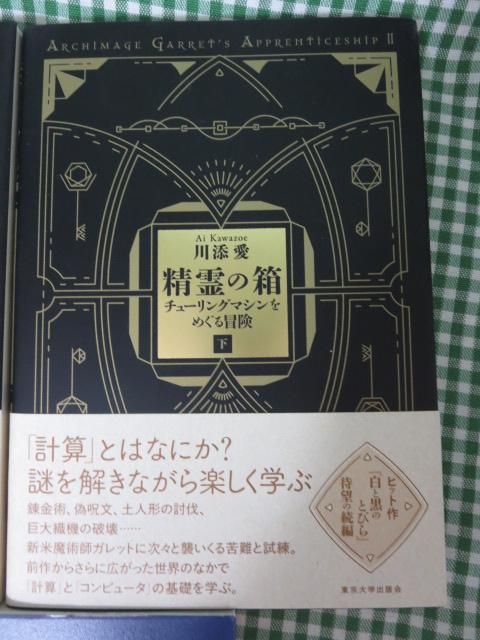 ARCHIMAGE GARRET'S APPRENTICESHIP II
Ai Kawazoe
川添愛
精霊の箱
チューリングマシンを
めぐる冒険
下
「計算」とはなにか?
謎を解きながら楽しく学ぶ
錬金術、偽呪文、土人形の討伐、
巨大織機の破壊……
新米魔術師ガレットに次々と襲いくる苦難と試練。
前作からさらに広がった世界のなかで
「計算」と「コンピュータ」の基礎を学ぶ。
ヒット作
『白と黒の
とびら』
待望の続編
東京大学出版会